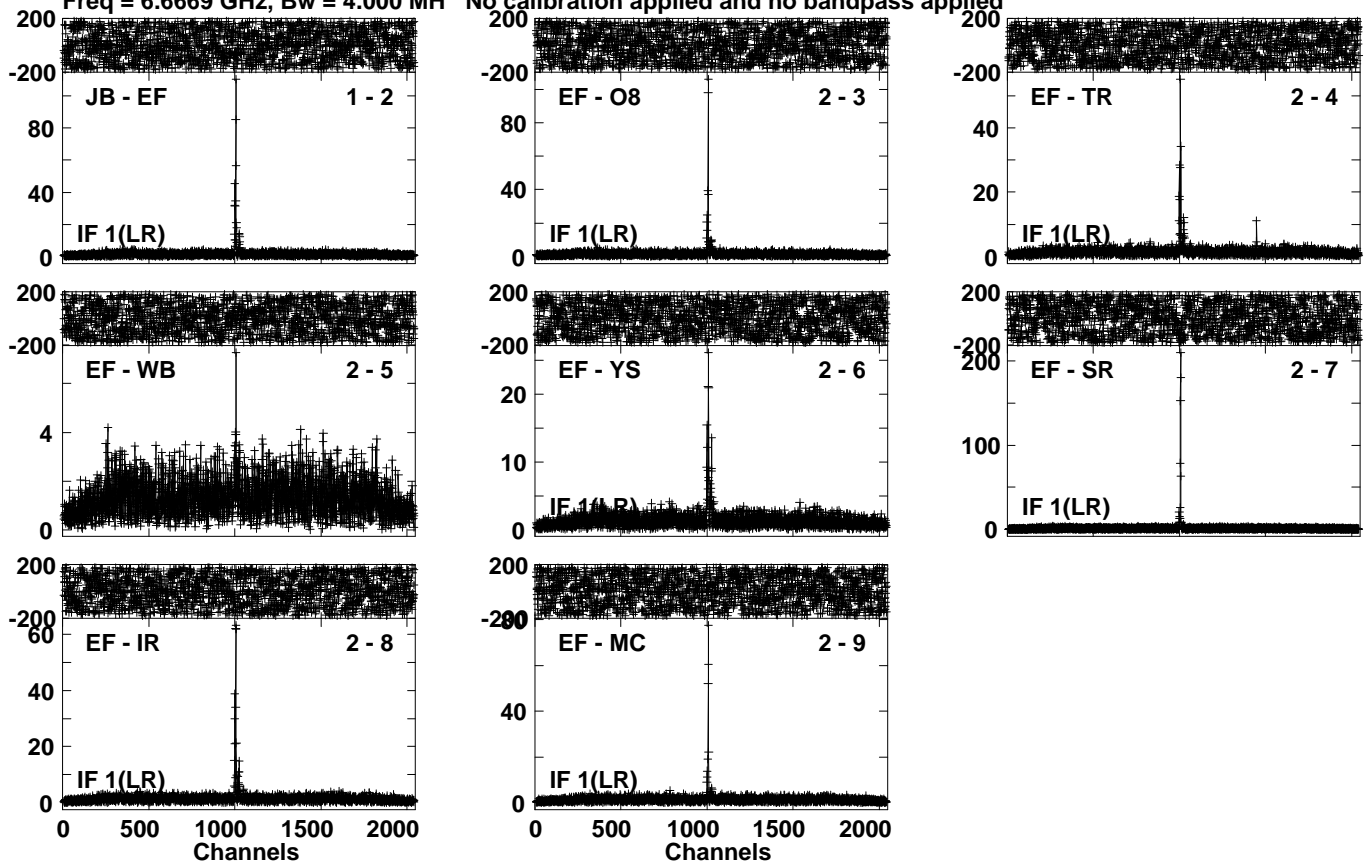 Freq = 6.6669 GHz, Bw = 4.000 MH No calibration applied and no bandpass applied
200 200 200
-200 -200 -200
JB - EF 1 - 2 EF - O8 2 - 3 EF - TR 2 - 4
80 80 40
40 40 20
IF 1(LR) IF 1(LR) IF 1(LR)
0 0 0
200 200 200
-200 -200 -200
EF - WB 2 - 5 EF - YS 2 - 6 EF - SR 2 - 7
200
20
4 100
10
IF 1(LR) IF 1(LR)
0 0 0
200 200
-200 -200
60 80
EF - IR 2 - 8 EF - MC 2 - 9
40 40
20
IF 1(LR) IF 1(LR)
0 0
0 500 1000 1500 2000 0 500 1000 1500 2000
Channels Channels